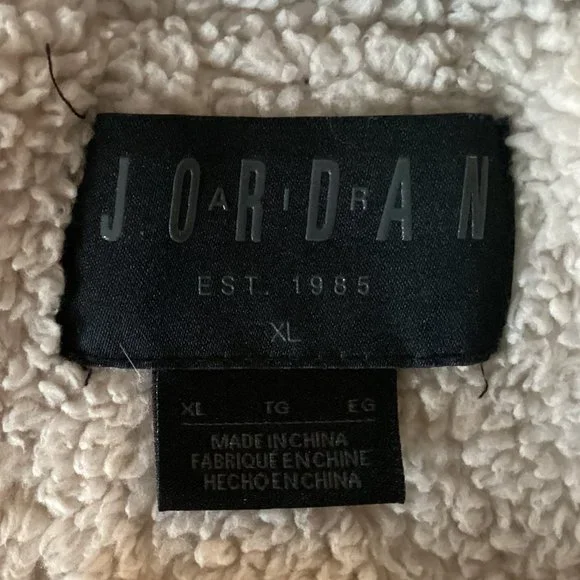 JORDAN
AIR
EST. 1985
XL
XL TG EG
MADE IN CHINA
FABRIQUE EN CHINE
HECHO EN CHINA